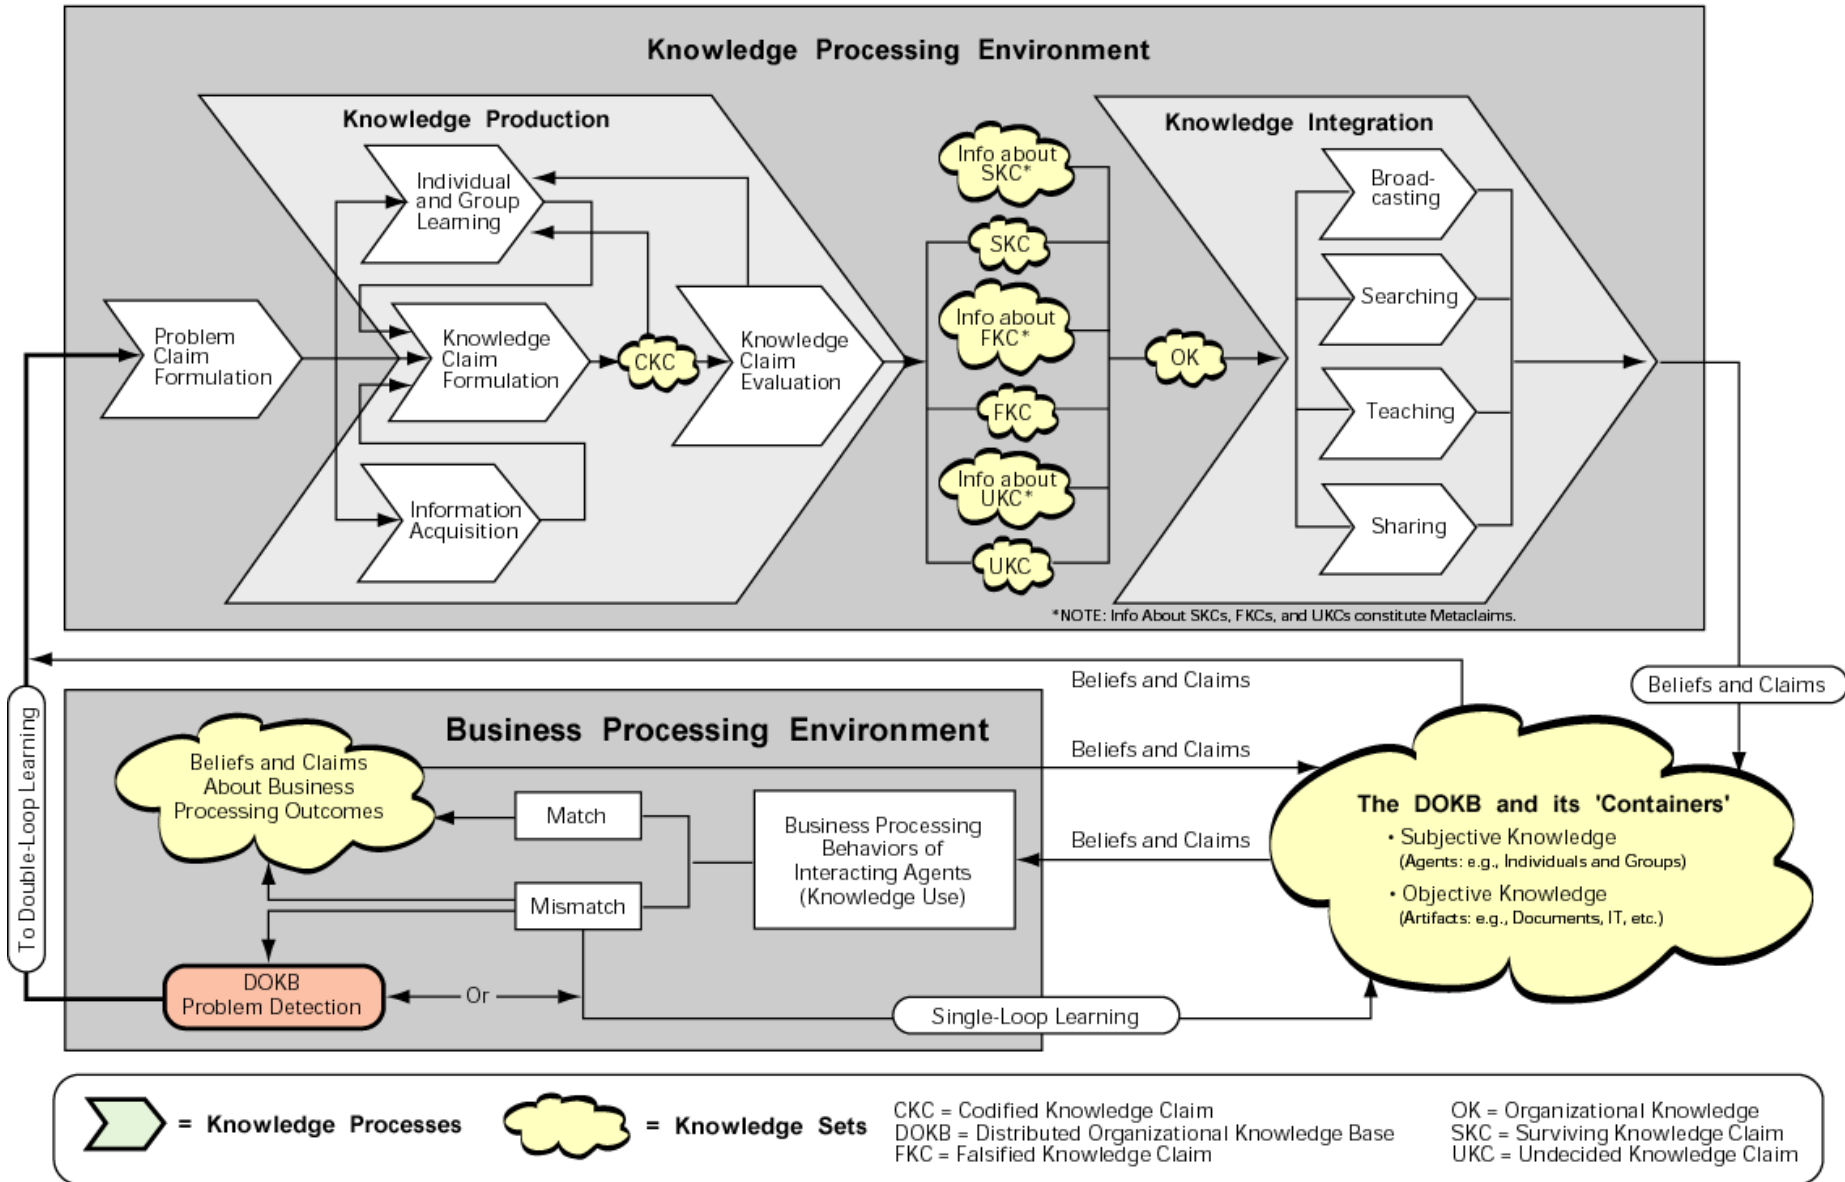 Knowledge Processing Environment
Knowledge Production
Individual
and Group
Learning
Problem
Claim
Formulation
Knowledge
Claim
Formulation
CKC
Knowledge
Claim
Evaluation
Information
Acquisition
Info about
SKC*
SKC
Info about
FKC*
FKC
Info about
UKC*
UKC
OK
Knowledge Integration
Broad-
casting
Searching
Teaching
Sharing
*NOTE: Info About SKCs, FKCs, and UKCs constitute Metaclaims.
Beliefs and Claims
Beliefs and Claims
To Double-Loop Learning
Business Processing Environment
Beliefs and Claims
About Business
Processing Outcomes
Match
Mismatch
Business Processing
Behaviors of
Interacting Agents
(Knowledge Use)
Beliefs and Claims
Beliefs and Claims
The DOKB and its 'Containers'
• Subjective Knowledge
(Agents: e.g., Individuals and Groups)
• Objective Knowledge
(Artifacts: e.g., Documents, IT, etc.)
DOKB
Problem Detection
Or
Single-Loop Learning
= Knowledge Processes
= Knowledge Sets
CKC = Codified Knowledge Claim
DOKB = Distributed Organizational Knowledge Base
FKC = Falsified Knowledge Claim
OK = Organizational Knowledge
SKC = Surviving Knowledge Claim
UKC = Undecided Knowledge Claim